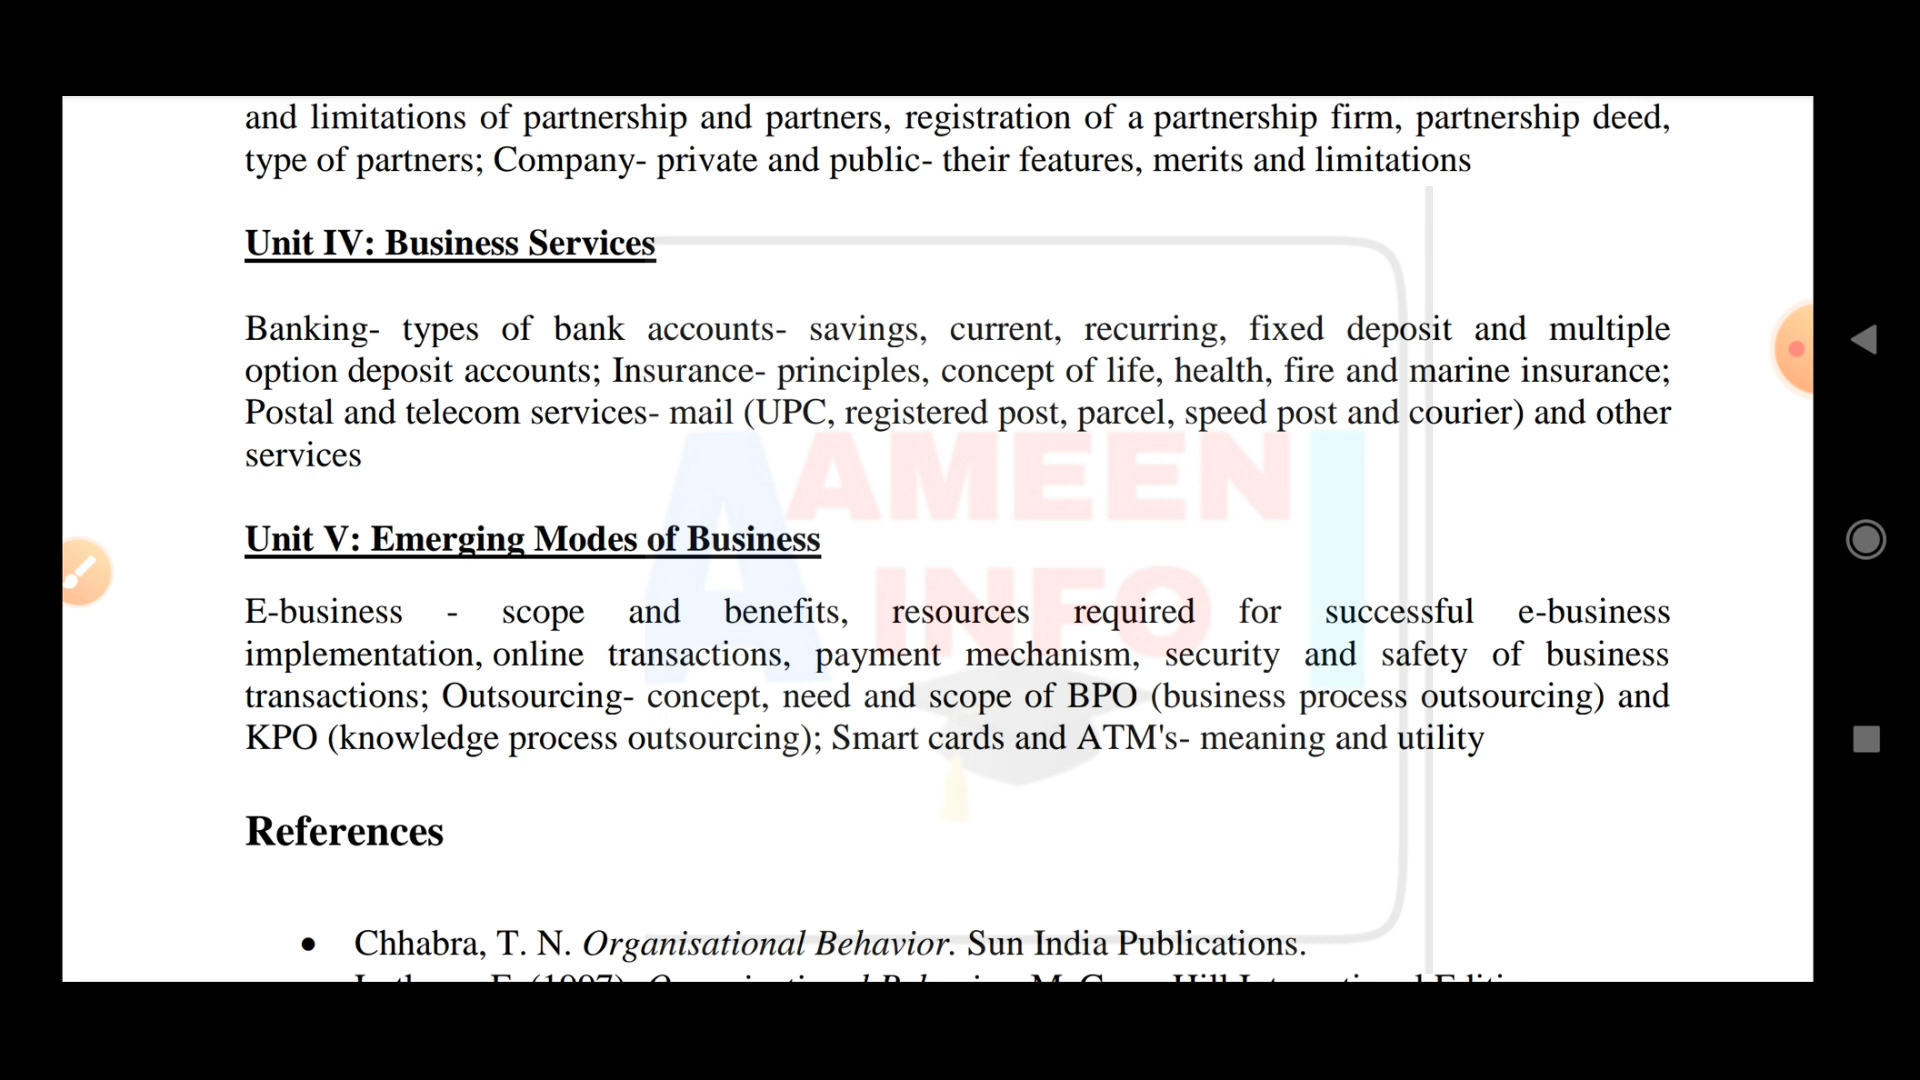 and limitations of partnership and partners, registration of a partnership firm, partnership deed,
type of partners; Company- private and public- their features, merits and limitations
Unit IV: Business Services
Banking- types of bank accounts- savings, current, recurring, fixed deposit and multiple
option deposit accounts; Insurance- principles, concept of life, health, fire and marine insurance;
Postal and telecom services- mail (UPC, registered post, parcel, speed post and courier) and other
services
AMEEN
INFO
Unit V: Emerging Modes of Business
E-business - scope and benefits, resources required for successful e-business
implementation, online transactions, payment mechanism, security and safety of business
transactions; Outsourcing- concept, need and scope of BPO (business process outsourcing) and
KPO (knowledge process outsourcing); Smart cards and ATM's- meaning and utility
References
• Chhabra, T. N. Organisational Behavior. Sun India Publications.